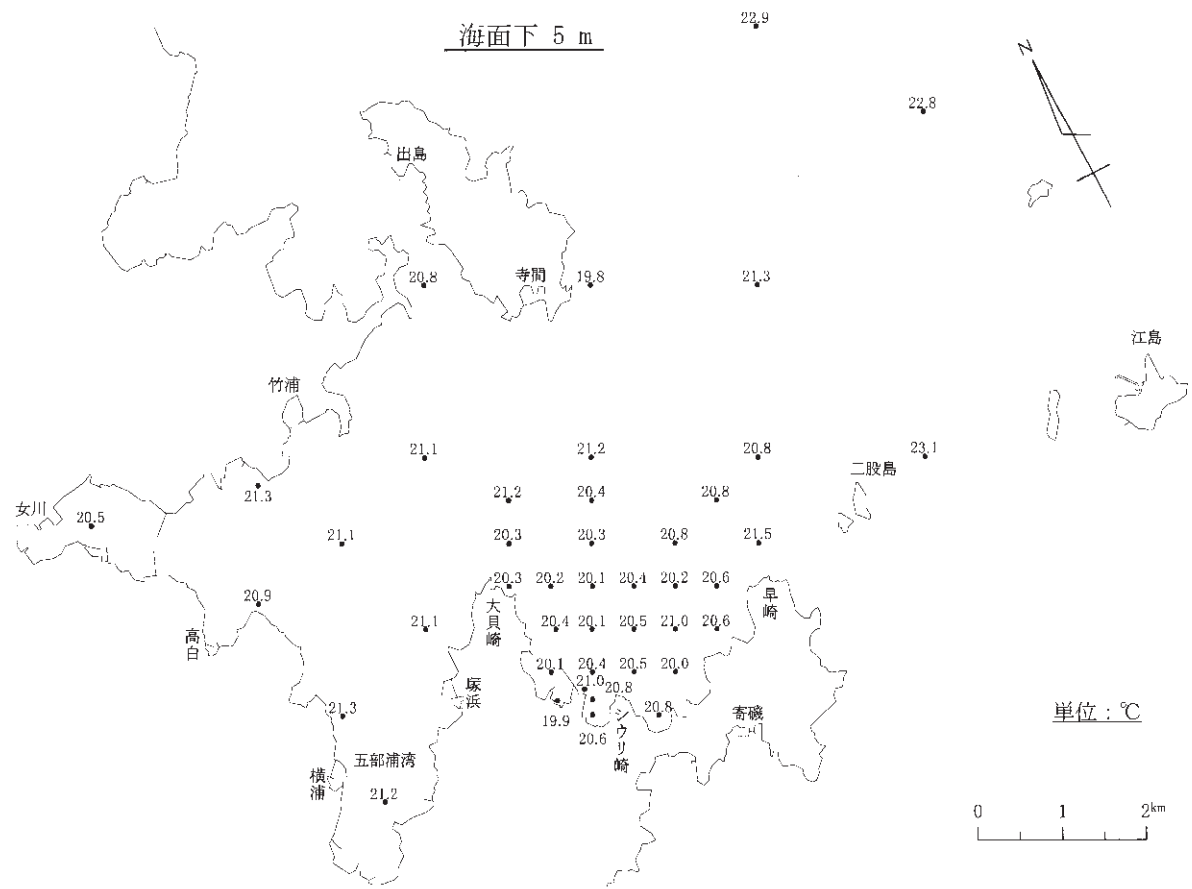 海面下 5 m
22.9
N
22.8
出島
寺間
20.8
19.8
21.3
江島
竹浦
21.1
21.2
20.8
23.1
二股島
21.3
21.2
20.4
20.8
女川
20.5
21.1
20.3
20.3
20.8
21.5
20.3
20.2
20.1
20.4
20.2
20.6
早崎
大貝崎
20.9
高白
21.1
20.4
20.1
20.5
21.0
20.6
塚浜
20.1
20.4
20.5
20.0
21.0
20.8
19.9
20.6
シウリ崎
20.8
寄磯
21.3
単位：℃
五部浦湾
横浦
21.2
0 1 2km